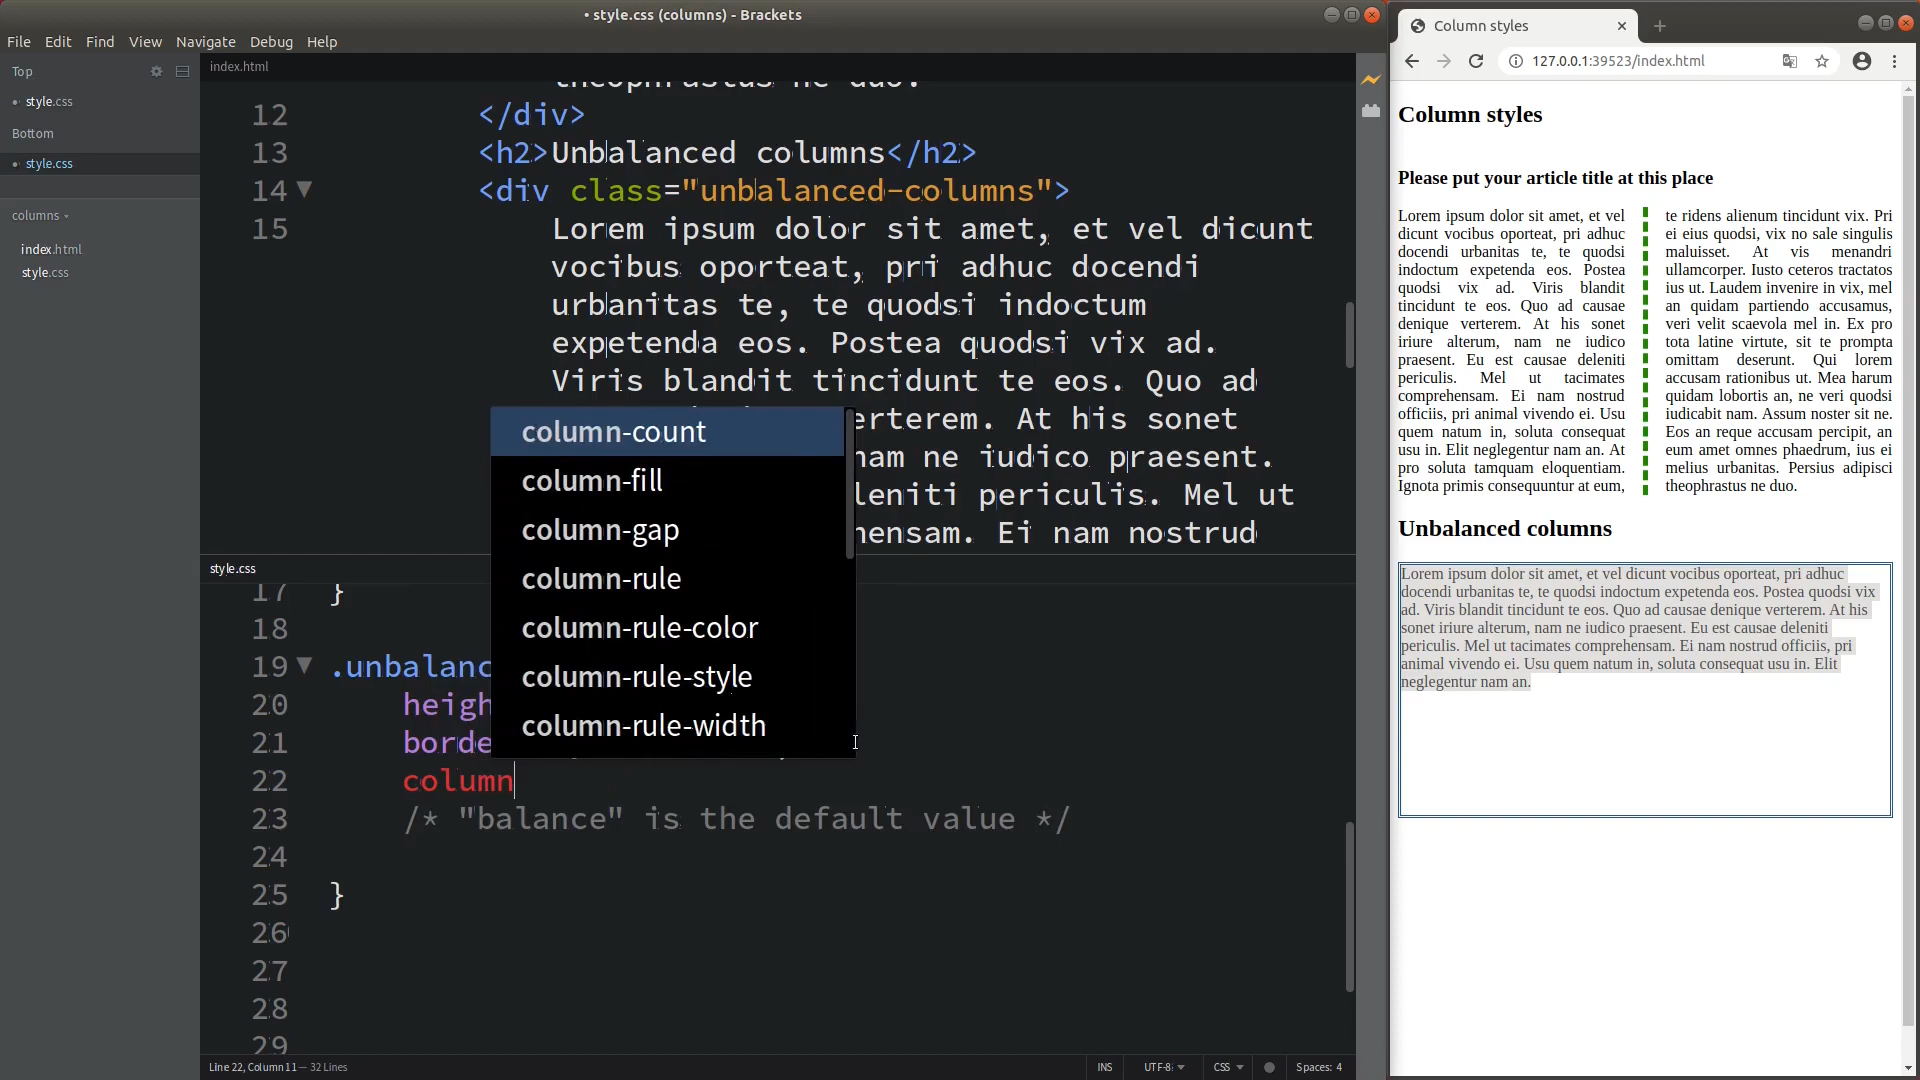 • style.css (columns) - Brackets
File Edit Find View Navigate Debug Help
Top
• style.css
Bottom
• style.css
columns
index.html
style.css
index.html
theophrastus ne duo.
12 </div>
13 <h2>Unbalanced columns</h2>
14 <div class="unbalanced-columns">
15 Lorem ipsum dolor sit amet, et vel dicunt
vocibus oporteat, pri adhuc docendi
urbanitas te, te quodsi indoctum
expetenda eos. Postea quodsi vix ad.
Viris blandit tincidunt te eos. Quo ad
erterem. At his sonet
nam ne iudico praesent.
leniti periculis. Mel ut
hensam. Ei nam nostrud
column-count
column-fill
column-gap
column-rule
column-rule-color
column-rule-style
column-rule-width
style.css
17 }
18
19 .unbalanc
20 heigh
21 borde
22 column
23 /* "balance" is the default value */
24
25 }
26
27
28
29
Line 22, Column 11 — 32 Lines
INS UTF-8 CSS Spaces: 4
Column styles
127.0.0.1:39523/index.html
Column styles
Please put your article title at this place
Lorem ipsum dolor sit amet, et vel
dicunt vocibus oporteat, pri adhuc
docendi urbanitas te, te quodsi
indoctum expetenda eos. Postea
quodsi vix ad. Viris blandit
tincidunt te eos. Quo ad causae
denique verterem. At his sonet
iriure alterum, nam ne iudico
praesent. Eu est causae deleniti
periculis. Mel ut tacimates
comprehensam. Ei nam nostrud
officiis, pri animal vivendo ei. Usu
quem natum in, soluta consequat
usu in. Elit neglegentur nam an. At
pro soluta tamquam eloquentiam.
Ignota primis consequuntur at eum,
te ridens alienum tincidunt vix. Pri
ei eius quodsi, vix no sale singulis
maluisset. At vis menandri
ullamcorper. Iusto ceteros tractatos
ius ut. Laudem invenire in vix, mel
an quidam partiendo accusamus,
veri velit scaevola mel in. Ex pro
tota latine virtute, sit te prompta
omittam deserunt. Qui lorem
accusam rationibus ut. Mea harum
quidam lobortis an, ne veri quodsi
iudicabit nam. Assum noster sit ne.
Eos an reque accusam percipit, an
eum amet omnes phaedrum, ius ei
melius urbanitas. Persius adipisci
theophrastus ne duo.
Unbalanced columns
Lorem ipsum dolor sit amet, et vel dicunt vocibus oporteat, pri adhuc
docendi urbanitas te, te quodsi indoctum expetenda eos. Postea quodsi vix
ad. Viris blandit tincidunt te eos. Quo ad causae denique verterem. At his
sonet iriure alterum, nam ne iudico praesent. Eu est causae deleniti
periculis. Mel ut tacimates comprehensam. Ei nam nostrud officiis, pri
animal vivendo ei. Usu quem natum in, soluta consequat usu in. Elit
neglegentur nam an.